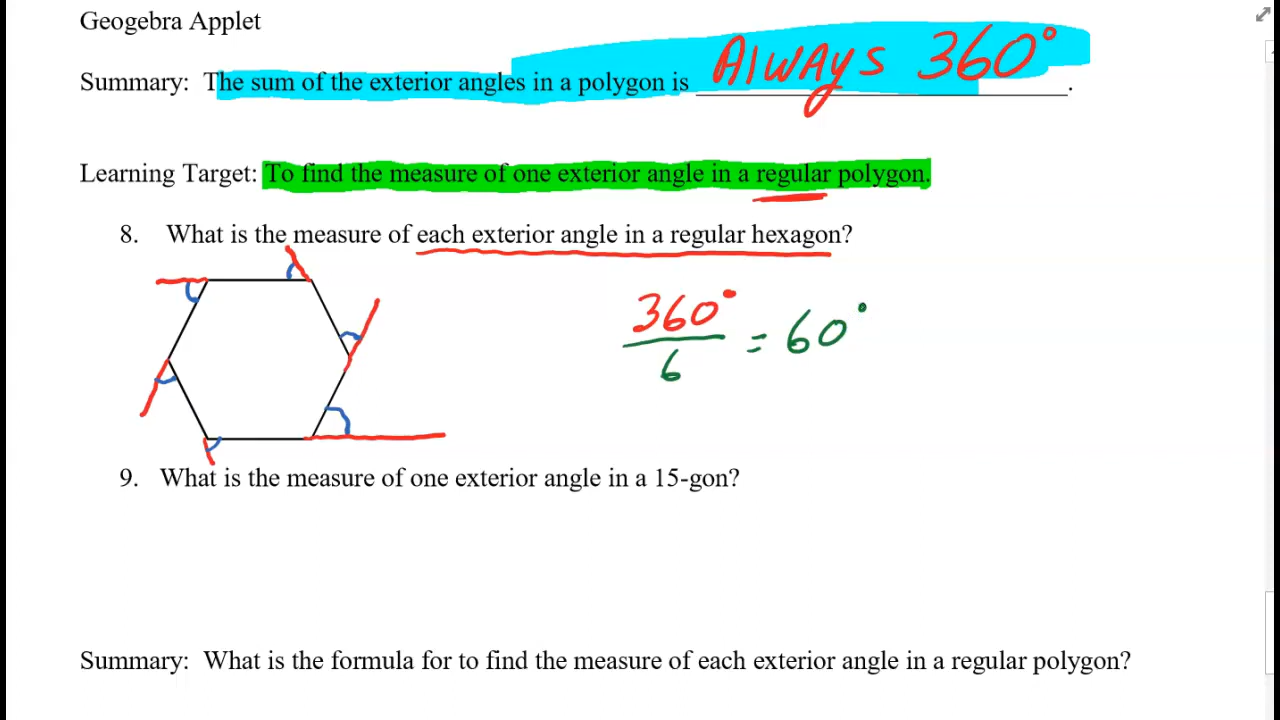 Geogebra Applet
Summary: The sum of the exterior angles in a polygon is Always 360°.
Learning Target: To find the measure of one exterior angle in a regular polygon.
8. What is the measure of each exterior angle in a regular hexagon?
360°
6
= 60°
9. What is the measure of one exterior angle in a 15-gon?
Summary: What is the formula for to find the measure of each exterior angle in a regular polygon?